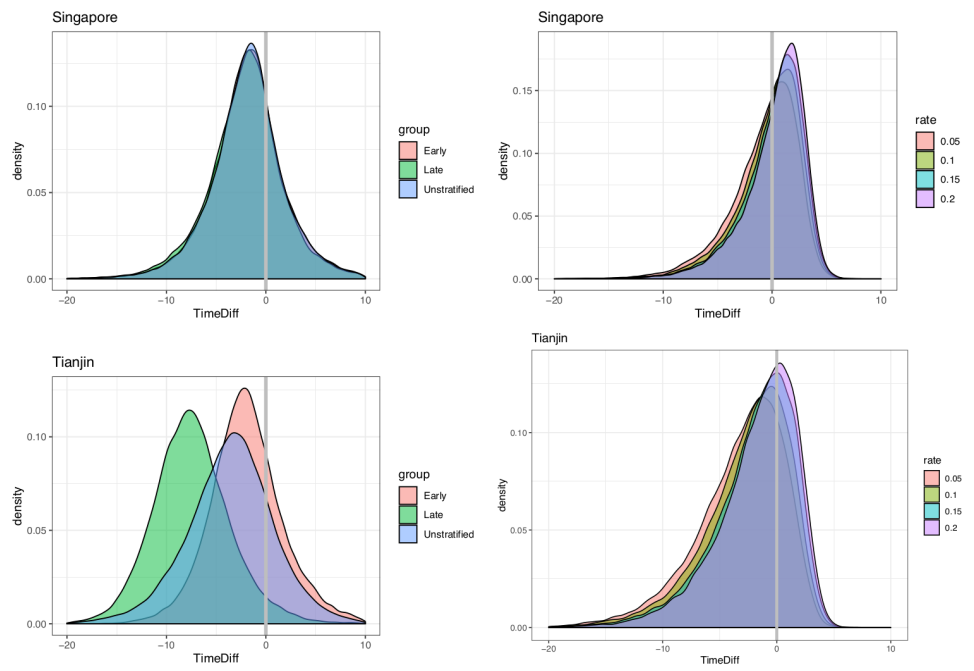 Singapore
density
0.10
0.05
0.00
−20
−10
0
10
TimeDiff
group
Early
Late
Unstratified
Singapore
density
0.15
0.10
0.05
0.00
−20
−10
0
10
TimeDiff
rate
0.05
0.1
0.15
0.2
Tianjin
density
0.10
0.05
0.00
−20
−10
0
10
TimeDiff
group
Early
Late
Unstratified
Tianjin
density
0.10
0.05
0.00
−20
−10
0
10
TimeDiff
rate
0.05
0.1
0.15
0.2